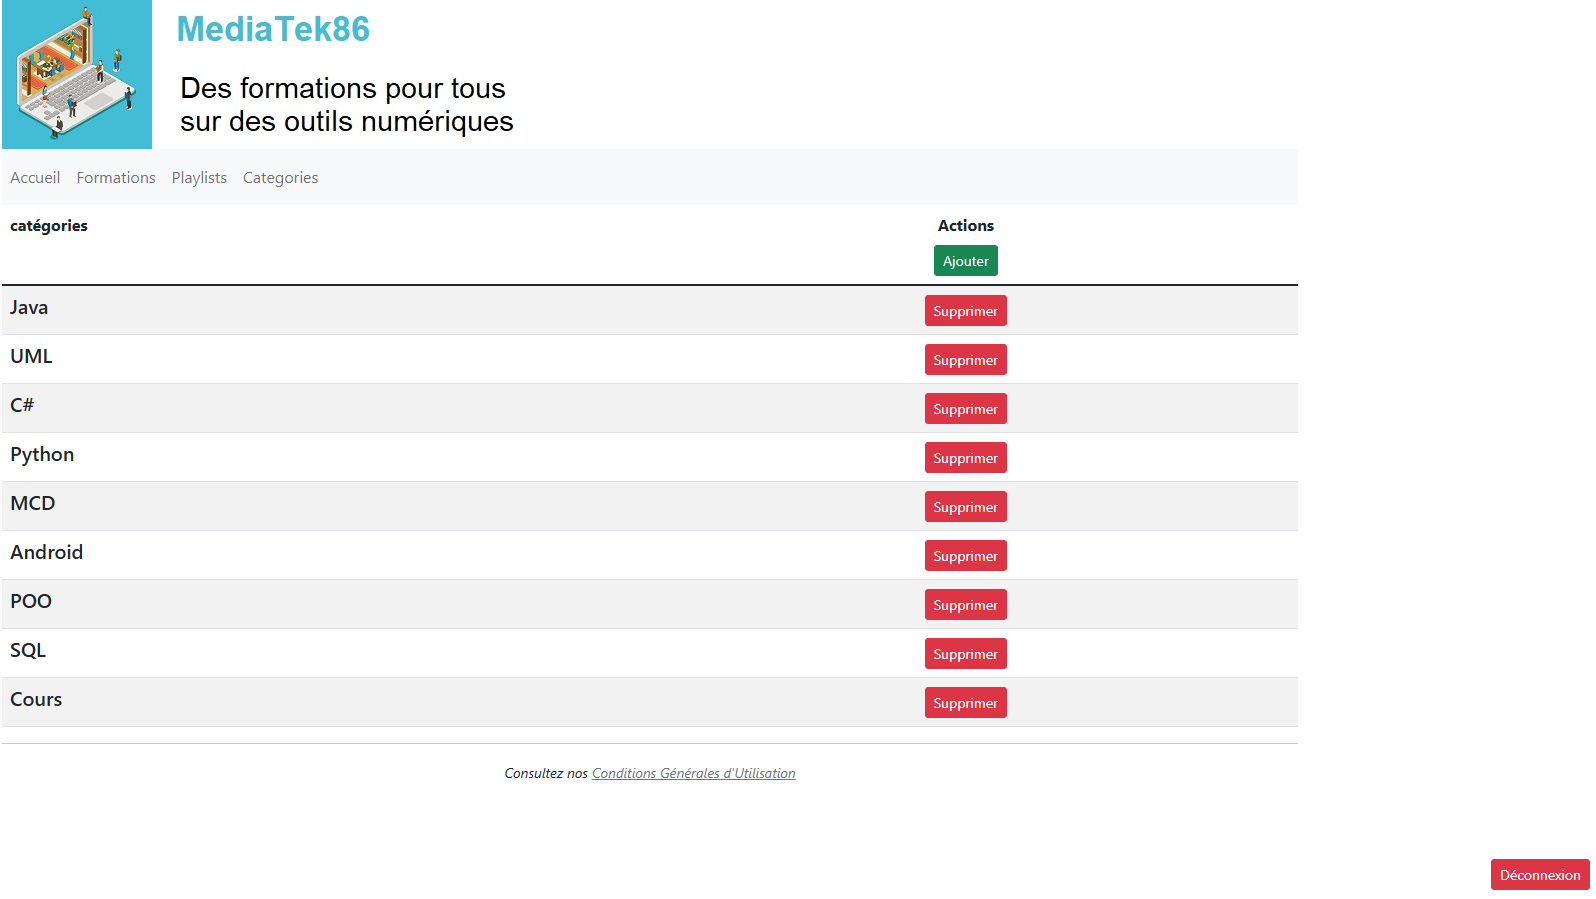 MediaTek86
Des formations pour tous
sur des outils numériques
Accueil Formations Playlists Categories
catégories Actions
Ajouter
Java Supprimer
UML Supprimer
C# Supprimer
Python Supprimer
MCD Supprimer
Android Supprimer
POO Supprimer
SQL Supprimer
Cours Supprimer
Consultez nos Conditions Générales d'Utilisation
Déconnexion